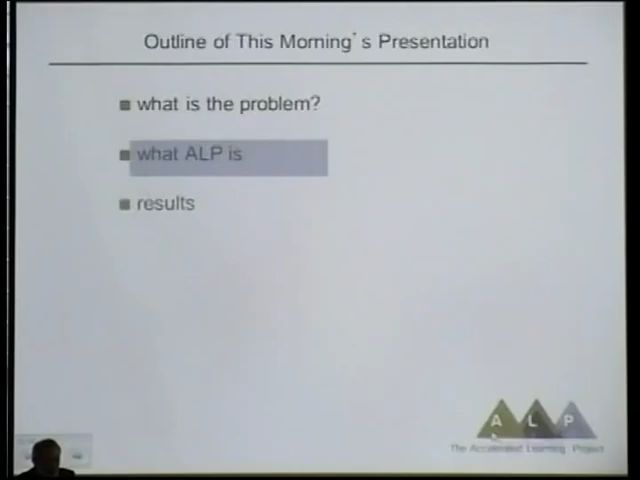 Outline of This Morning's Presentation
what is the problem?
what ALP is
results
A L P
The Accelerated Learning Project